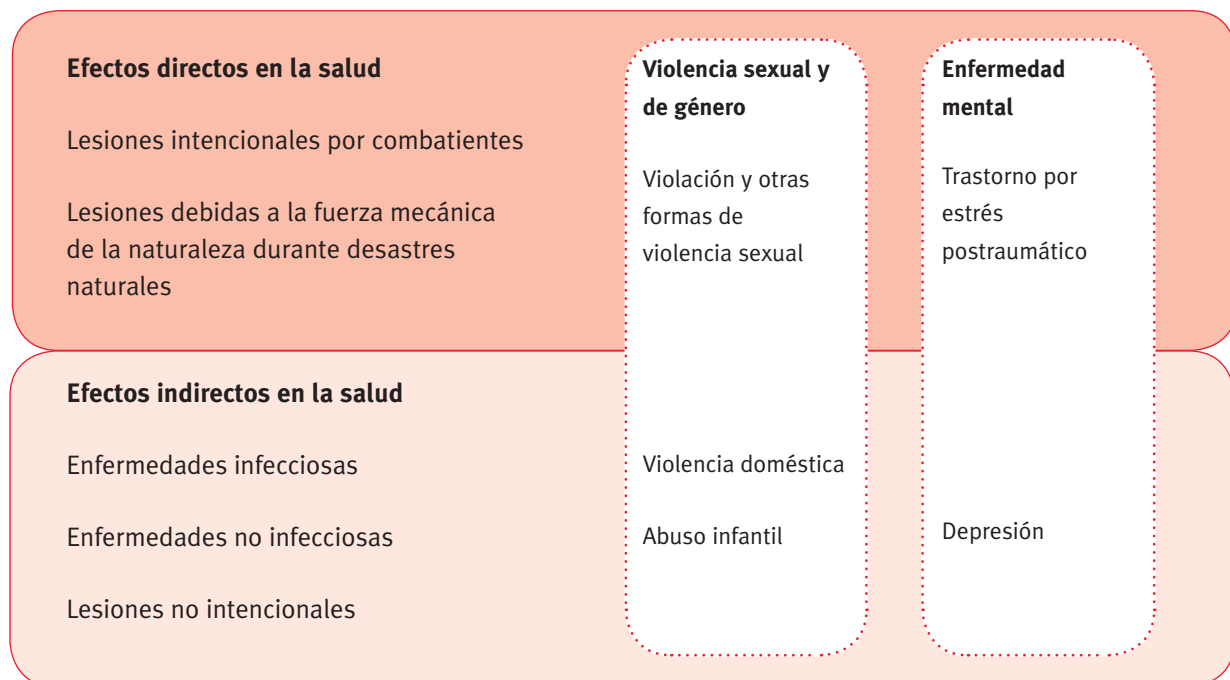 Efectos directos en la salud
Lesiones intencionales por combatientes
Lesiones debidas a la fuerza mecánica
de la naturaleza durante desastres
naturales
Violencia sexual y
de género
Violación y otras
formas de
violencia sexual
Enfermedad
mental
Trastorno por
estrés
postraumático
Efectos indirectos en la salud
Enfermedades infecciosas
Enfermedades no infecciosas
Lesiones no intencionales
Violencia doméstica
Abuso infantil
Depresión